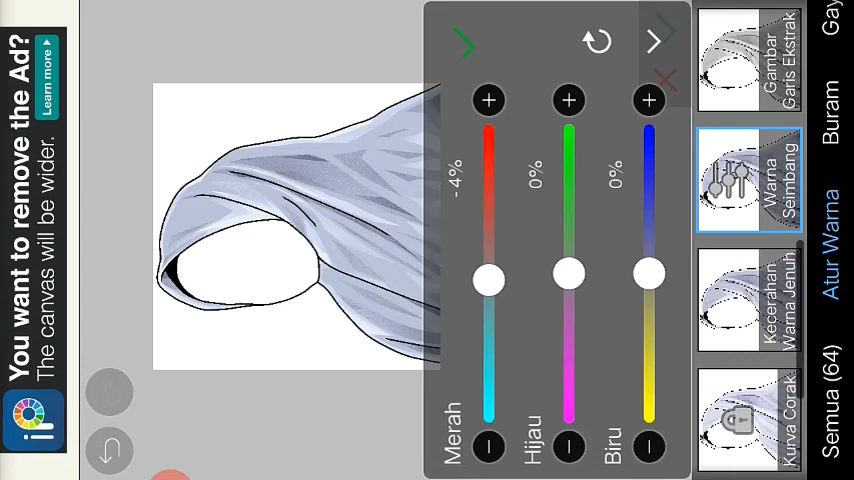 You want to remove the Ad?
The canvas will be wider.
Learn more
-4%
0%
0%
Merah
Hijau
Biru
Gambar
Garis Ekstrak
Warna
Seimbang
Kecerahan
Warna Jenuh
Kurva Corak
Semua (64)
Atur Warna
Buram
Gay